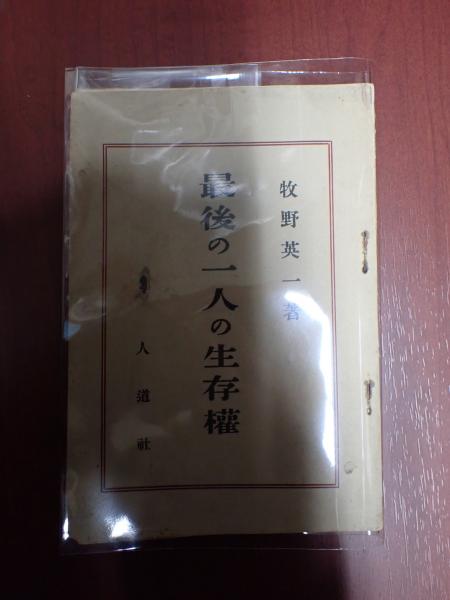 牧野英一著
最後の一人の生存權
人道社